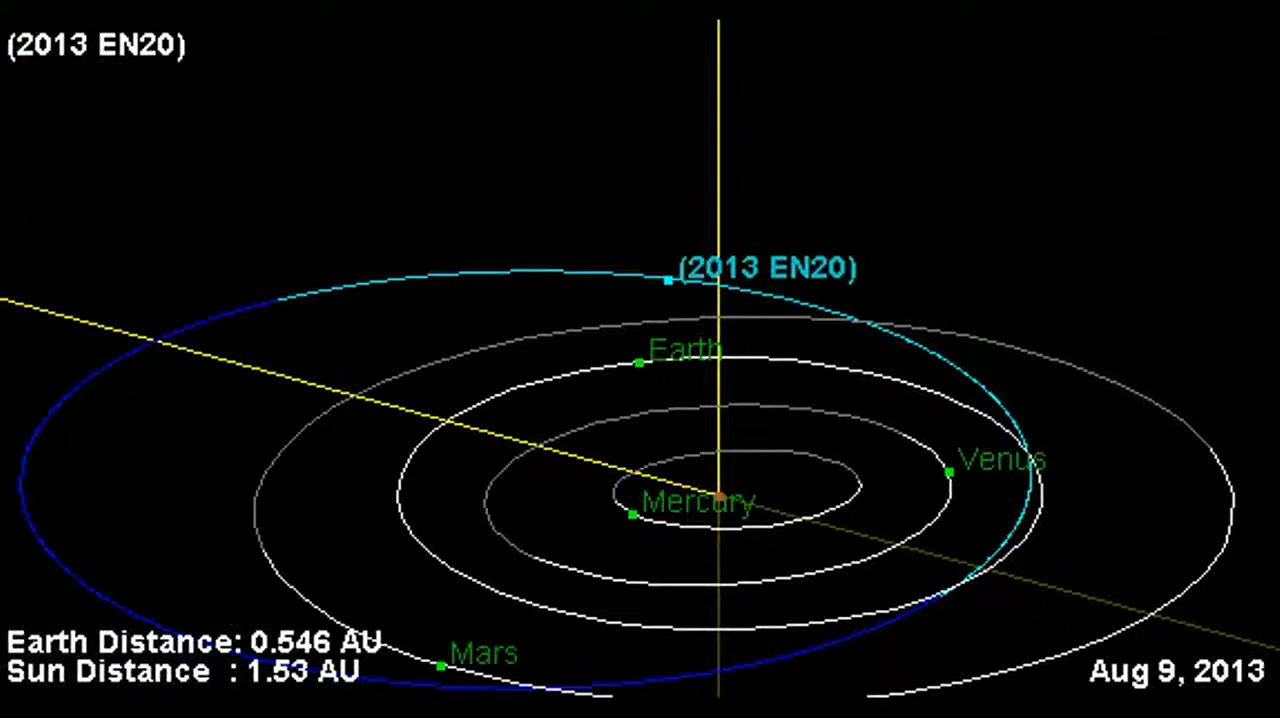 (2013 EN20)
(2013 EN20)
Earth
Venus
Mercury
Earth Distance: 0.546 AU
Mars
Sun Distance : 1.53 AU
Aug 9, 2013